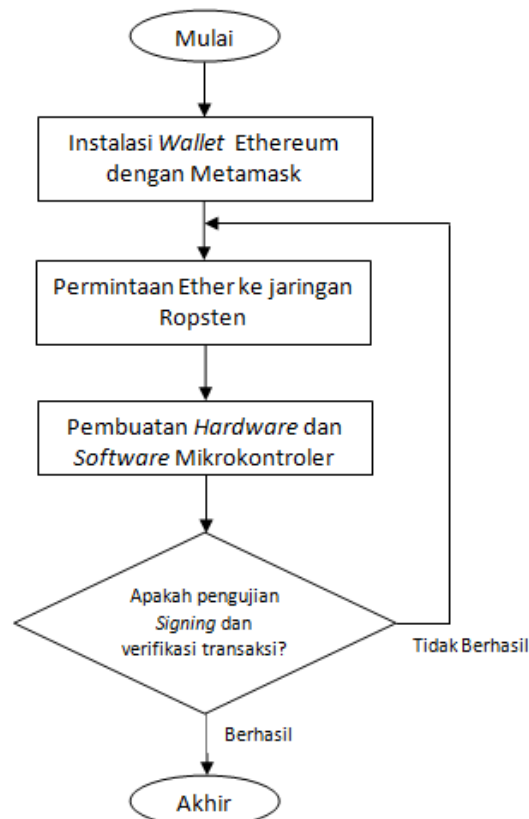 Mulai
Instalasi Wallet Ethereum
dengan Metamask
Permintaan Ether ke jaringan
Ropsten
Pembuatan Hardware dan
Software Mikrokontroler
Apakah pengujian
Signing dan
verifikasi transaksi?
Tidak Berhasil
Berhasil
Akhir